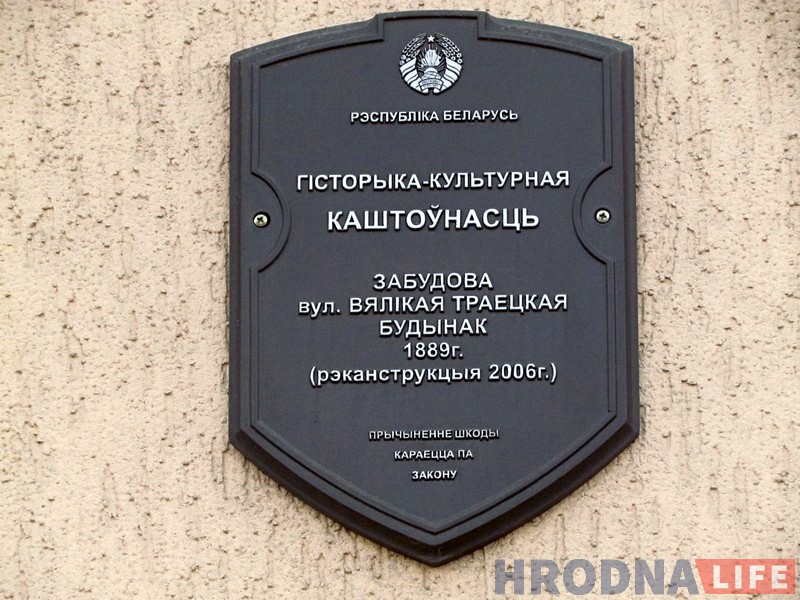 РЭСПУБЛІКА БЕЛАРУСЬ
ГІСТОРЫКА-КУЛЬТУРНАЯ
КАШТОЎНАСЦЬ
ЗАБУДОВА
вул. ВЯЛІКАЯ ТРАЕЦКАЯ
БУДЫНАК
1889г.
(рэканструкцыя 2006г.)
ПРЫЧЫНЕННЕ ШКОДЫ
КАРАЕЦЦА ПА
ЗАКОНУ
HRODNA LIFE